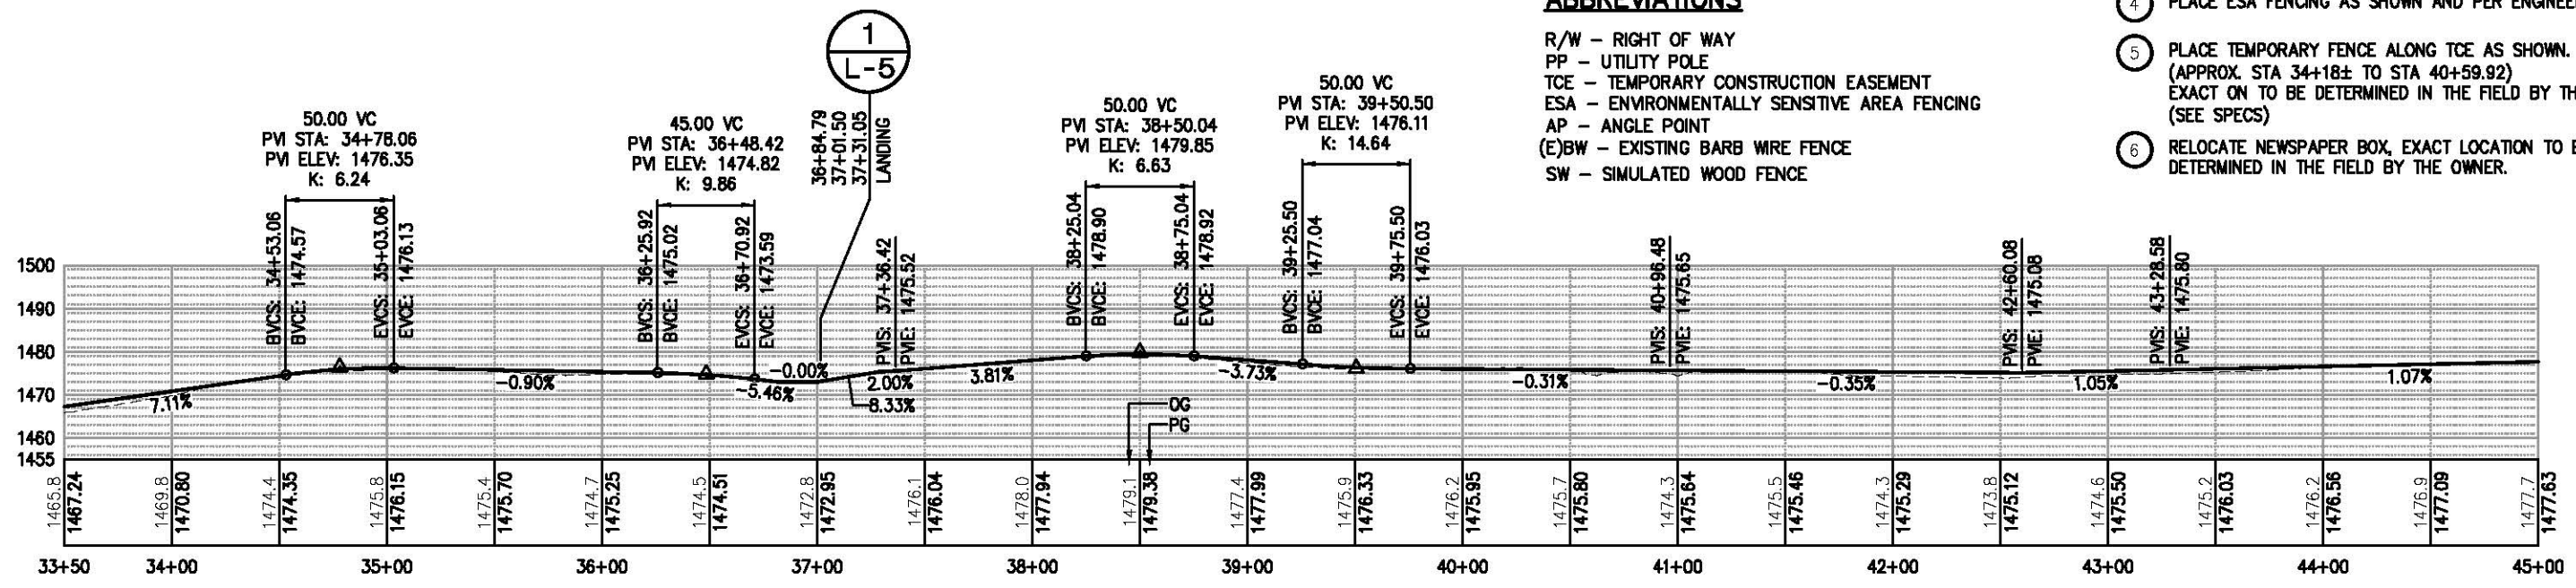 1
L-5
ABBREVIATIONS
R/W – RIGHT OF WAY
PP – UTILITY POLE
TCE – TEMPORARY CONSTRUCTION EASEMENT
ESA – ENVIRONMENTALLY SENSITIVE AREA FENCING
AP – ANGLE POINT
(E)BW – EXISTING BARB WIRE FENCE
SW – SIMULATED WOOD FENCE
4 PLACE ESA FENCING AS SHOWN AND PER ENGINEE
5 PLACE TEMPORARY FENCE ALONG TCE AS SHOWN.
(APPROX. STA 34+18± TO STA 40+59.92)
EXACT ON TO BE DETERMINED IN THE FIELD BY TH
(SEE SPECS)
6 RELOCATE NEWSPAPER BOX, EXACT LOCATION TO B
DETERMINED IN THE FIELD BY THE OWNER.
50.00 VC
PVI STA: 34+78.06
PVI ELEV: 1476.35
K: 6.24
BVCS: 34+53.06
BVCE: 1474.57
EVCS: 35+03.06
EVCE: 1476.13
45.00 VC
PVI STA: 36+48.42
PVI ELEV: 1474.82
K: 9.86
BVCS: 36+25.92
BVCE: 1475.02
EVCS: 36+70.92
EVCE: 1473.59
36+84.79
37+01.50
37+31.05
LANDING
PVIS: 37+36.42
PVIE: 1475.52
50.00 VC
PVI STA: 38+50.04
PVI ELEV: 1479.85
K: 6.63
BVCS: 38+25.04
BVCE: 1478.90
EVCS: 38+75.04
EVCE: 1478.92
50.00 VC
PVI STA: 39+50.50
PVI ELEV: 1476.11
K: 14.64
BVCS: 39+25.50
BVCE: 1477.04
EVCS: 39+75.50
EVCE: 1476.03
PVIS: 40+96.48
PVIE: 1475.65
PVIS: 42+60.08
PVIE: 1475.08
PVIS: 43+28.58
PVIE: 1475.80
1500
1490
1480
1470
1460
1455
7.11%
-0.90%
-5.46%
-0.00%
2.00%
8.33%
3.81%
-3.73%
-0.31%
-0.35%
1.05%
1.07%
OG
PG
1465.8
1467.24
1469.8
1470.80
1474.4
1474.35
1475.8
1476.15
1475.4
1475.70
1474.7
1475.25
1474.5
1474.51
1472.8
1472.95
1476.1
1476.04
1478.0
1477.94
1479.1
1479.38
1477.4
1477.99
1475.9
1476.33
1476.2
1475.95
1475.7
1475.80
1474.3
1475.64
1475.5
1475.46
1474.3
1475.29
1473.8
1475.12
1474.6
1475.50
1475.2
1476.03
1476.2
1476.56
1476.9
1477.09
1477.7
1477.63
33+50 34+00 35+00 36+00 37+00 38+00 39+00 40+00 41+00 42+00 43+00 44+00 45+00